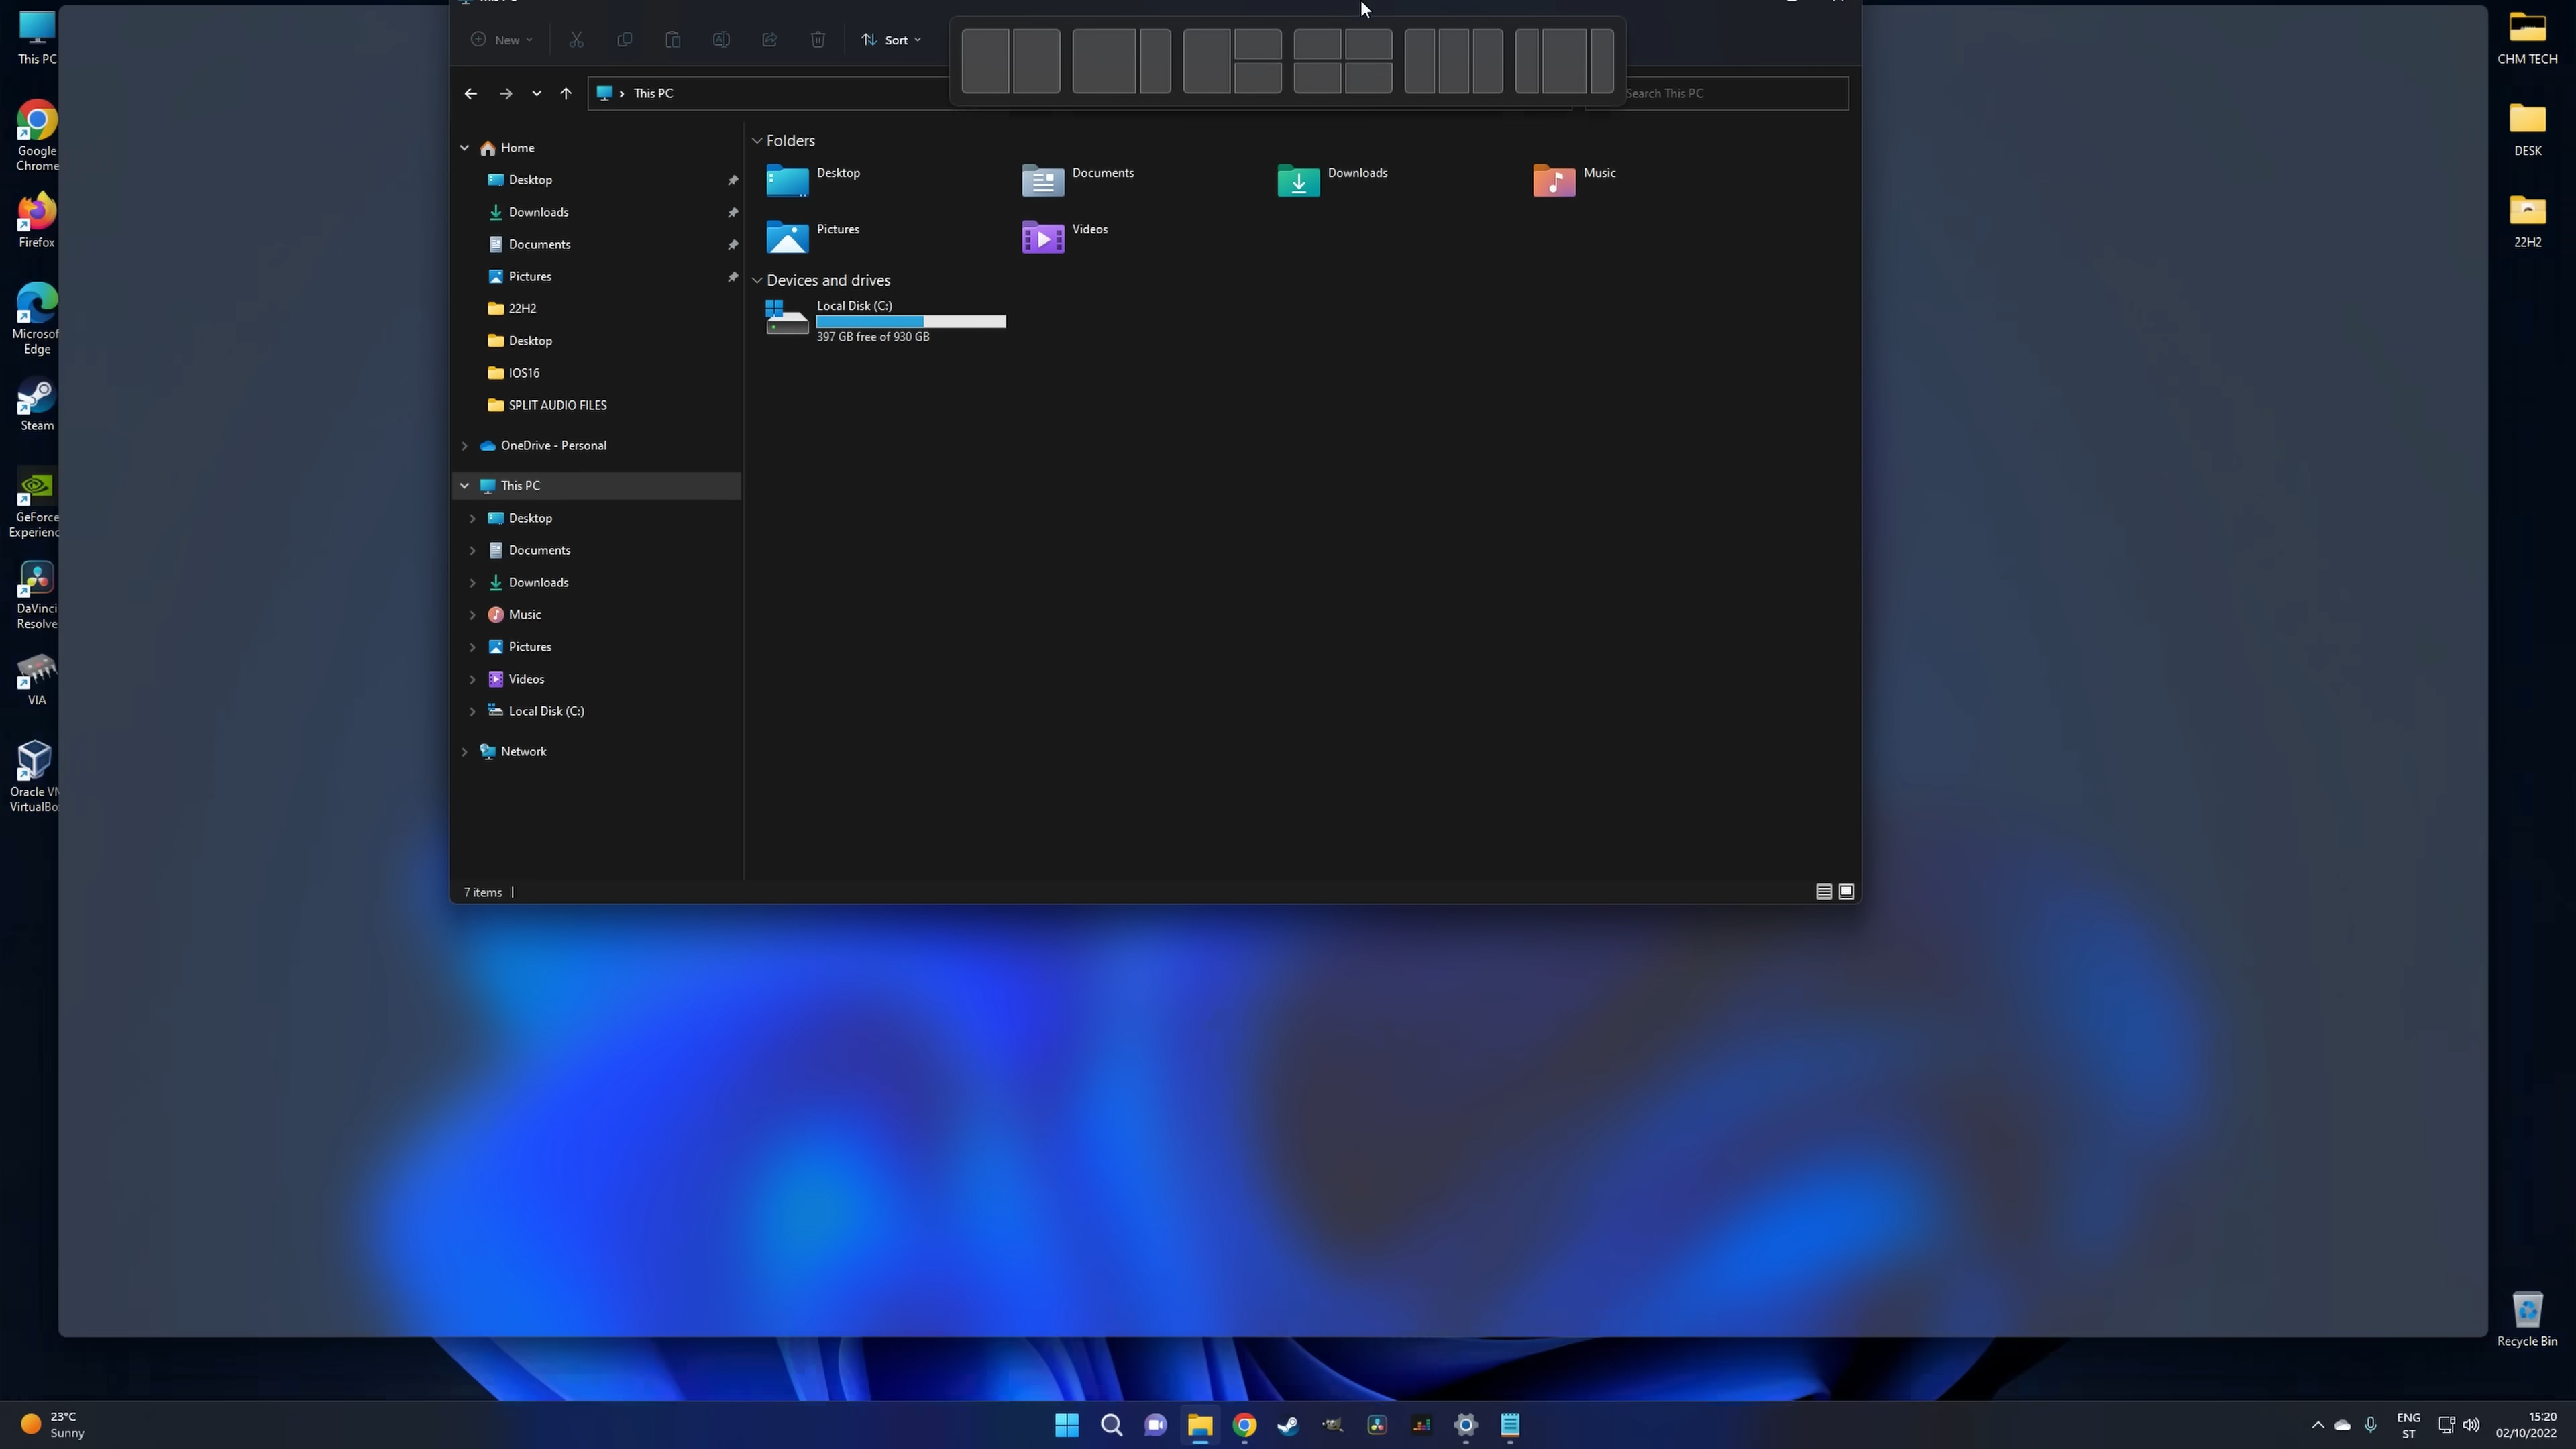 This PC
Google
Chrome
Firefox
Microsof
Edge
Steam
GeForce
Experienc
DaVinci
Resolve
VIA
Oracle VM
VirtualBo
New
Sort
This PC
Search This PC
Home
Desktop
Downloads
Documents
Pictures
22H2
Desktop
IOS16
SPLIT AUDIO FILES
OneDrive - Personal
This PC
Desktop
Documents
Downloads
Music
Pictures
Videos
Local Disk (C:)
Network
Folders
Desktop
Documents
Downloads
Music
Pictures
Videos
Devices and drives
Local Disk (C:)
397 GB free of 930 GB
7 items
CHM TECH
DESK
22H2
Recycle Bin
23°C
Sunny
ENG
ST
15:20
02/10/2022